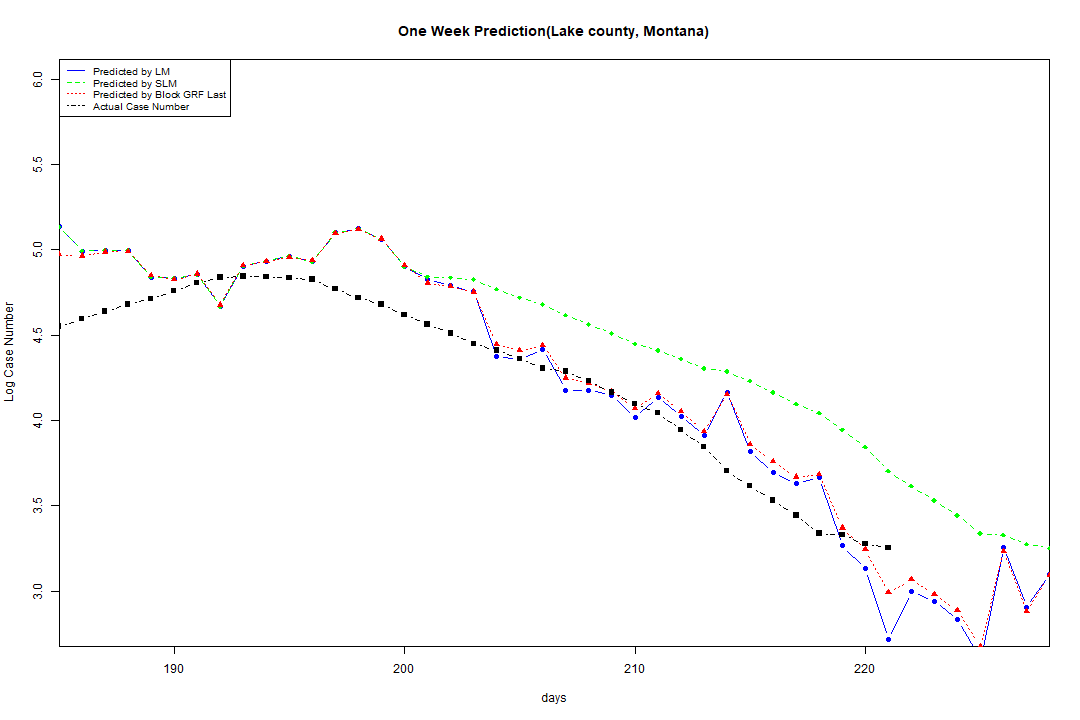 One Week Prediction(Lake county, Montana)
Predicted by LM
Predicted by SLM
Predicted by Block GRF Last
Actual Case Number
6.0
5.5
5.0
4.5
4.0
3.5
3.0
Log Case Number
190
200
210
220
days